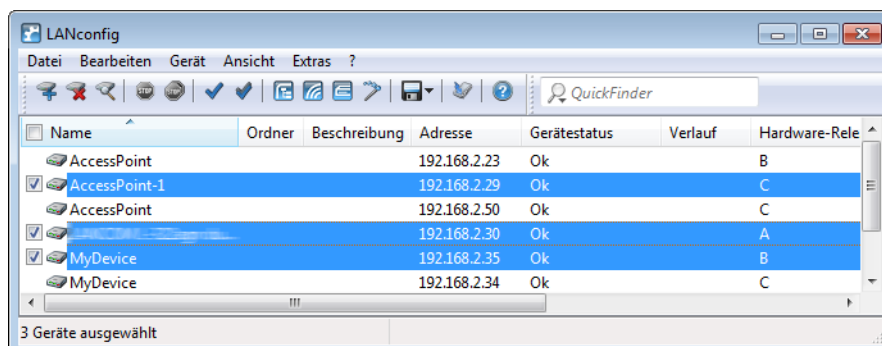 LANconfig
Datei Bearbeiten Gerät Ansicht Extras ?
QuickFinder
Name Ordner Beschreibung Adresse Gerätestatus Verlauf Hardware-Rele
AccessPoint 192.168.2.23 Ok B
AccessPoint-1 192.168.2.29 Ok C
AccessPoint 192.168.2.50 Ok C
192.168.2.30 Ok A
MyDevice 192.168.2.35 Ok B
MyDevice 192.168.2.34 Ok C
3 Geräte ausgewählt